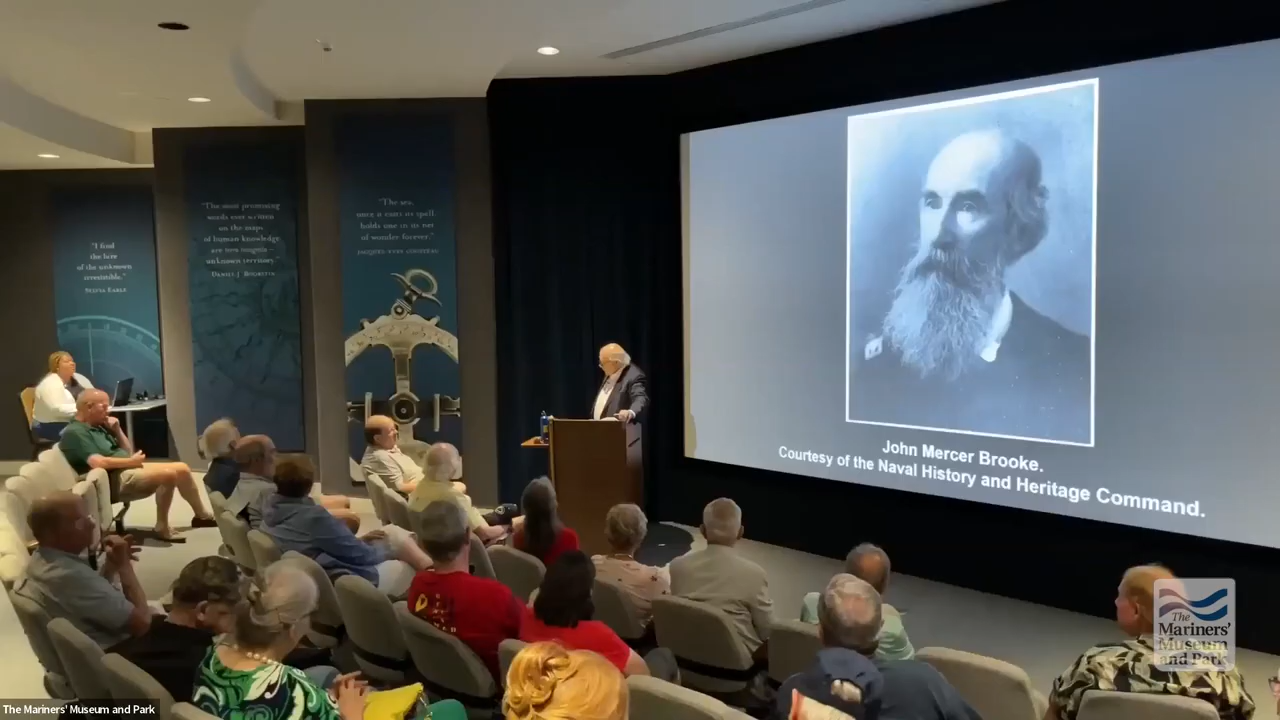 "I find
the lure
of the unknown
irresistible."
SYLVIA EARLE
"The most promising
words ever written
on the maps
of human knowledge
are terra incognita –
unknown territory."
DANIEL J. BOORSTIN
"The sea,
once it casts its spell,
holds one in its net
of wonder forever."
JACQUES YVES COUSTEAU
John Mercer Brooke.
Courtesy of the Naval History and Heritage Command.
The
Mariners'
Museum
and Park
The Mariners' Museum and Park